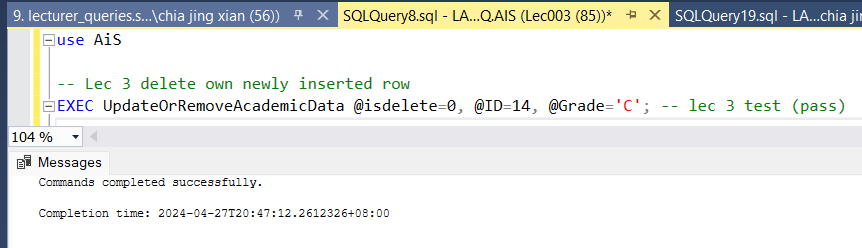 9. lecturer_queries.s...\chia jing xian (56)) SQLQuery8.sql - LA...Q.AIS (Lec003 (85))* SQLQuery19.sql - LA...chia jin
use AiS
-- Lec 3 delete own newly inserted row
EXEC UpdateOrRemoveAcademicData @isdelete=0, @ID=14, @Grade='C'; -- lec 3 test (pass)
104 %
Messages
Commands completed successfully.
Completion time: 2024-04-27T20:47:12.2612326+08:00